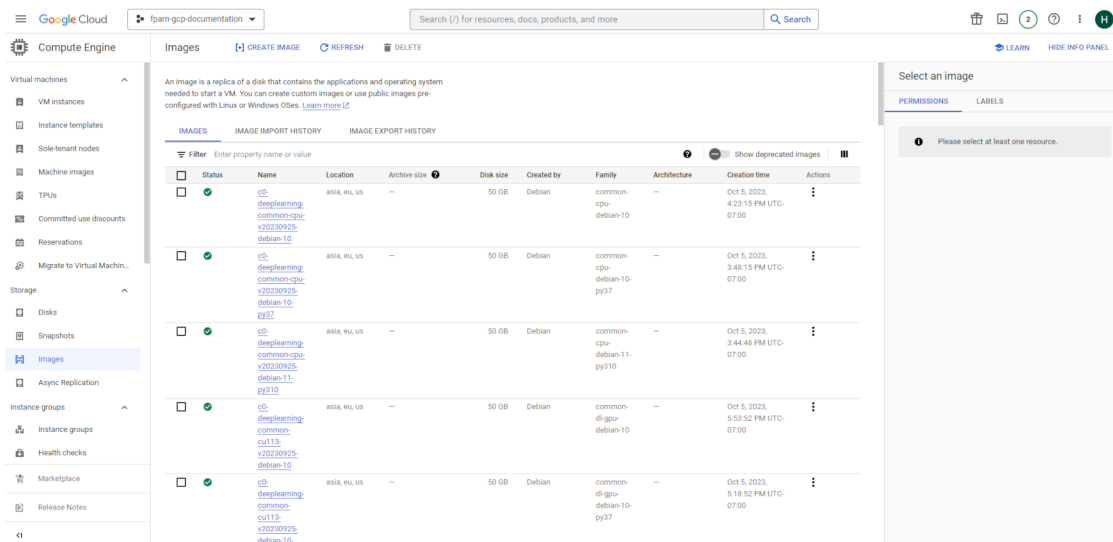 Google Cloud
fpam-gcp-documentation
Search (/) for resources, docs, products, and more
Search
2
H
Compute Engine
Images
CREATE IMAGE
REFRESH
DELETE
LEARN
HIDE INFO PANEL
Virtual machines
VM instances
Instance templates
Sole-tenant nodes
Machine images
TPUs
Committed use discounts
Reservations
Migrate to Virtual Machin...
Storage
Disks
Snapshots
Images
Async Replication
Instance groups
Instance groups
Health checks
Marketplace
Release Notes
An image is a replica of a disk that contains the applications and operating system
needed to start a VM. You can create custom images or use public images pre-
configured with Linux or Windows OSes. Learn more
IMAGES
IMAGE IMPORT HISTORY
IMAGE EXPORT HISTORY
Filter Enter property name or value
Show deprecated images
Status Name Location Archive size Disk size Created by Family Architecture Creation time Actions
c0- asia, eu, us – 50 GB Debian common- – Oct 5, 2023,
deeplearning- cpu- 4:23:15 PM UTC-
common-cpu- debian-10 07:00
v20230925-
debian-10
c0- asia, eu, us – 50 GB Debian common- – Oct 5, 2023,
deeplearning- cpu- 3:48:15 PM UTC-
common-cpu- debian-10- 07:00
v20230925- py37
debian-10-
py37
c0- asia, eu, us – 50 GB Debian common- – Oct 5, 2023,
deeplearning- cpu- 3:44:48 PM UTC-
common-cpu- debian-11- 07:00
v20230925- py310
debian-11-
py310
c0- asia, eu, us – 50 GB Debian common- – Oct 5, 2023,
deeplearning- dl-gpu- 5:53:52 PM UTC-
common- debian-10 07:00
cu113-
v20230925-
debian-10
c0- asia, eu, us – 50 GB Debian common- – Oct 5, 2023,
deeplearning- dl-gpu- 5:18:52 PM UTC-
common- debian-10- 07:00
cu113- py37
v20230925-
debian-10-
Select an image
PERMISSIONS
LABELS
Please select at least one resource.